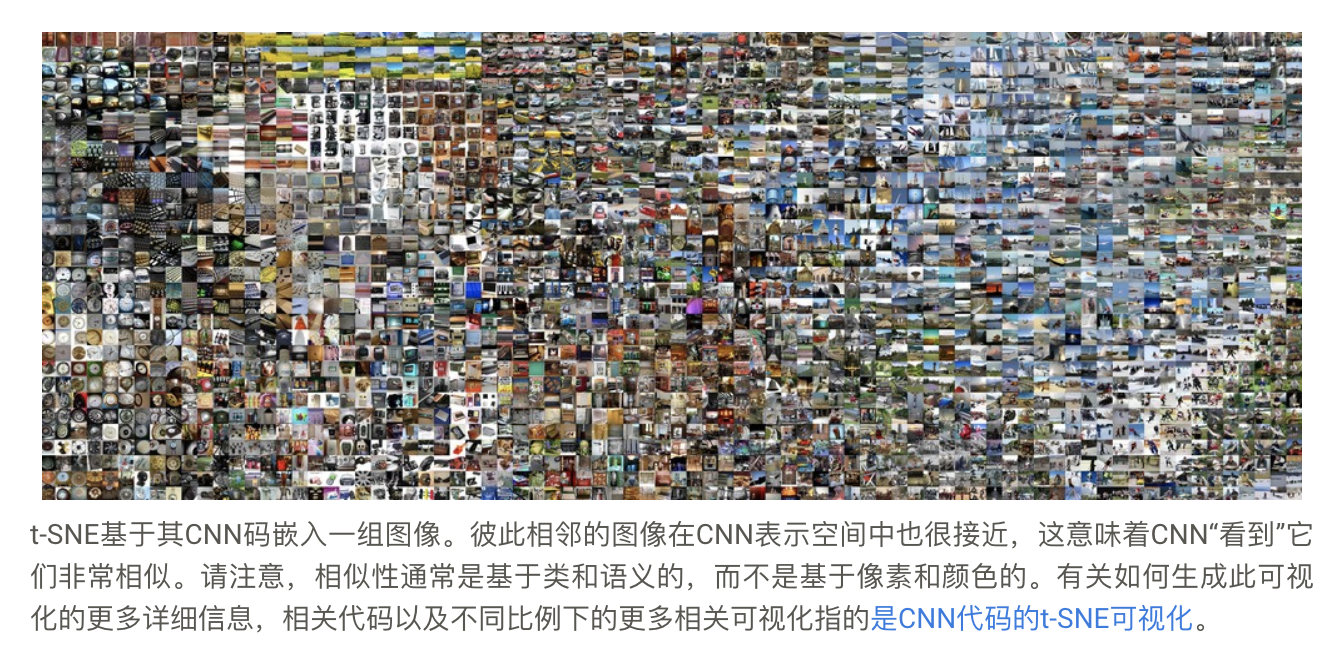 t-SNE基于其CNN码嵌入一组图像。彼此相邻的图像在CNN表示空间中也很接近，这意味着CNN“看到”它
们非常相似。请注意，相似性通常是基于类和语义的，而不是基于像素和颜色的。有关如何生成此可视
化的更多详细信息，相关代码以及不同比例下的更多相关可视化指的是CNN代码的t-SNE可视化。